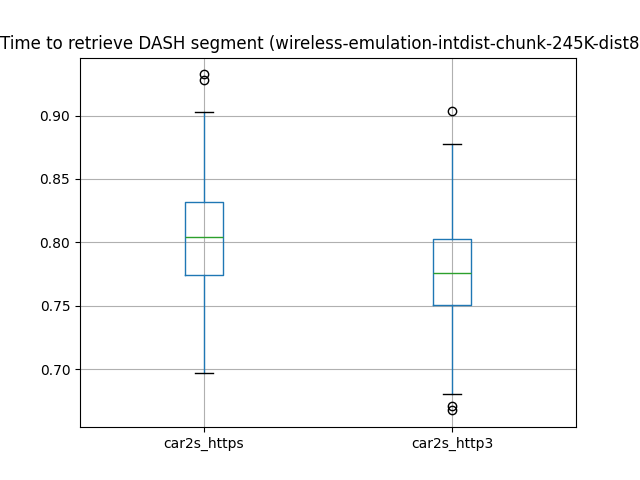 Time to retrieve DASH segment (wireless-emulation-intdist-chunk-245K-dist8
0.90
0.85
0.80
0.75
0.70
car2s_https car2s_http3